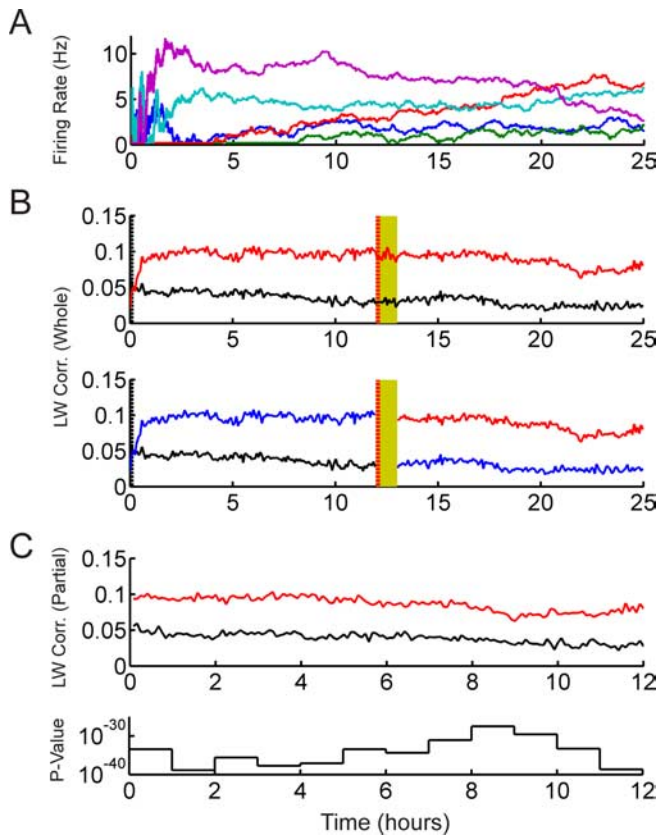 A
Firing Rate (Hz)
10
5
0
0 5 10 15 20 25
B
LW Corr. (Whole)
0.15
0.1
0.05
0
0 5 10 15 20 25
0.15
0.1
0.05
0
0 5 10 15 20 25
C
LW Corr. (Partial)
0.15
0.1
0.05
0
0 2 4 6 8 10 12
P-Value
10-30
10-40
0 2 4 6 8 10 12
Time (hours)